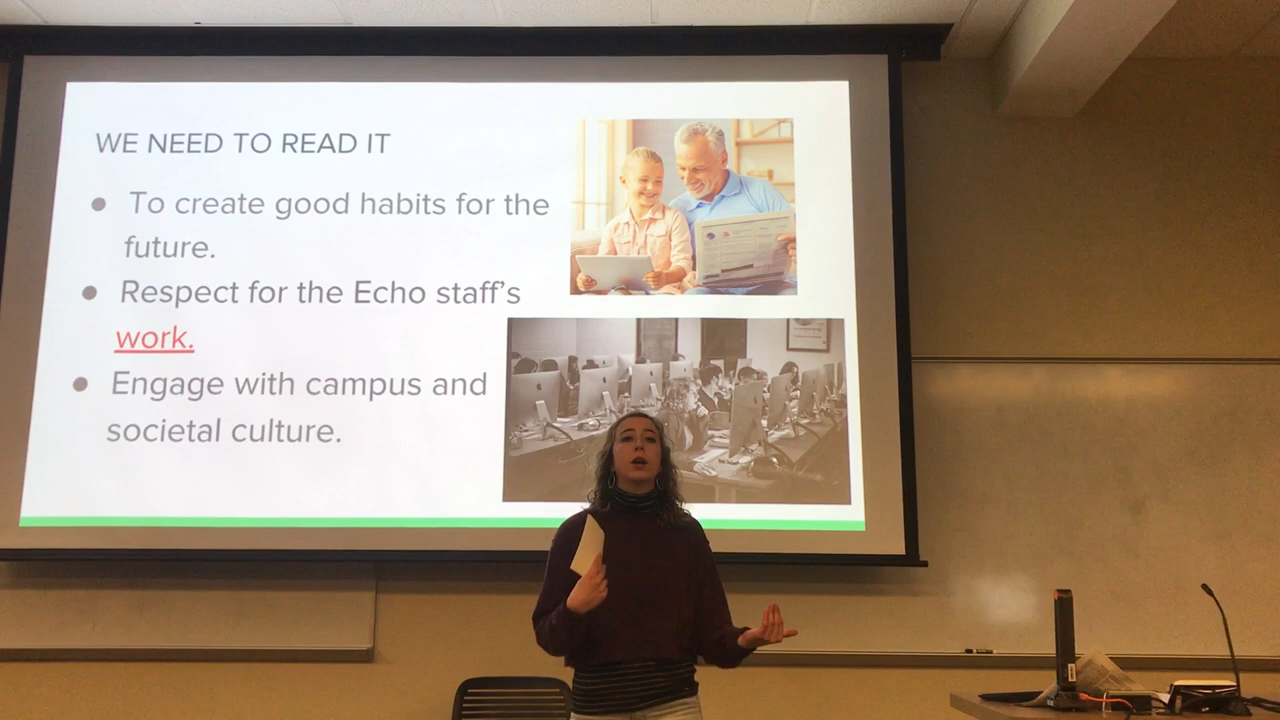 WE NEED TO READ IT
● To create good habits for the
future.
● Respect for the Echo staff's
work.
● Engage with campus and
societal culture.